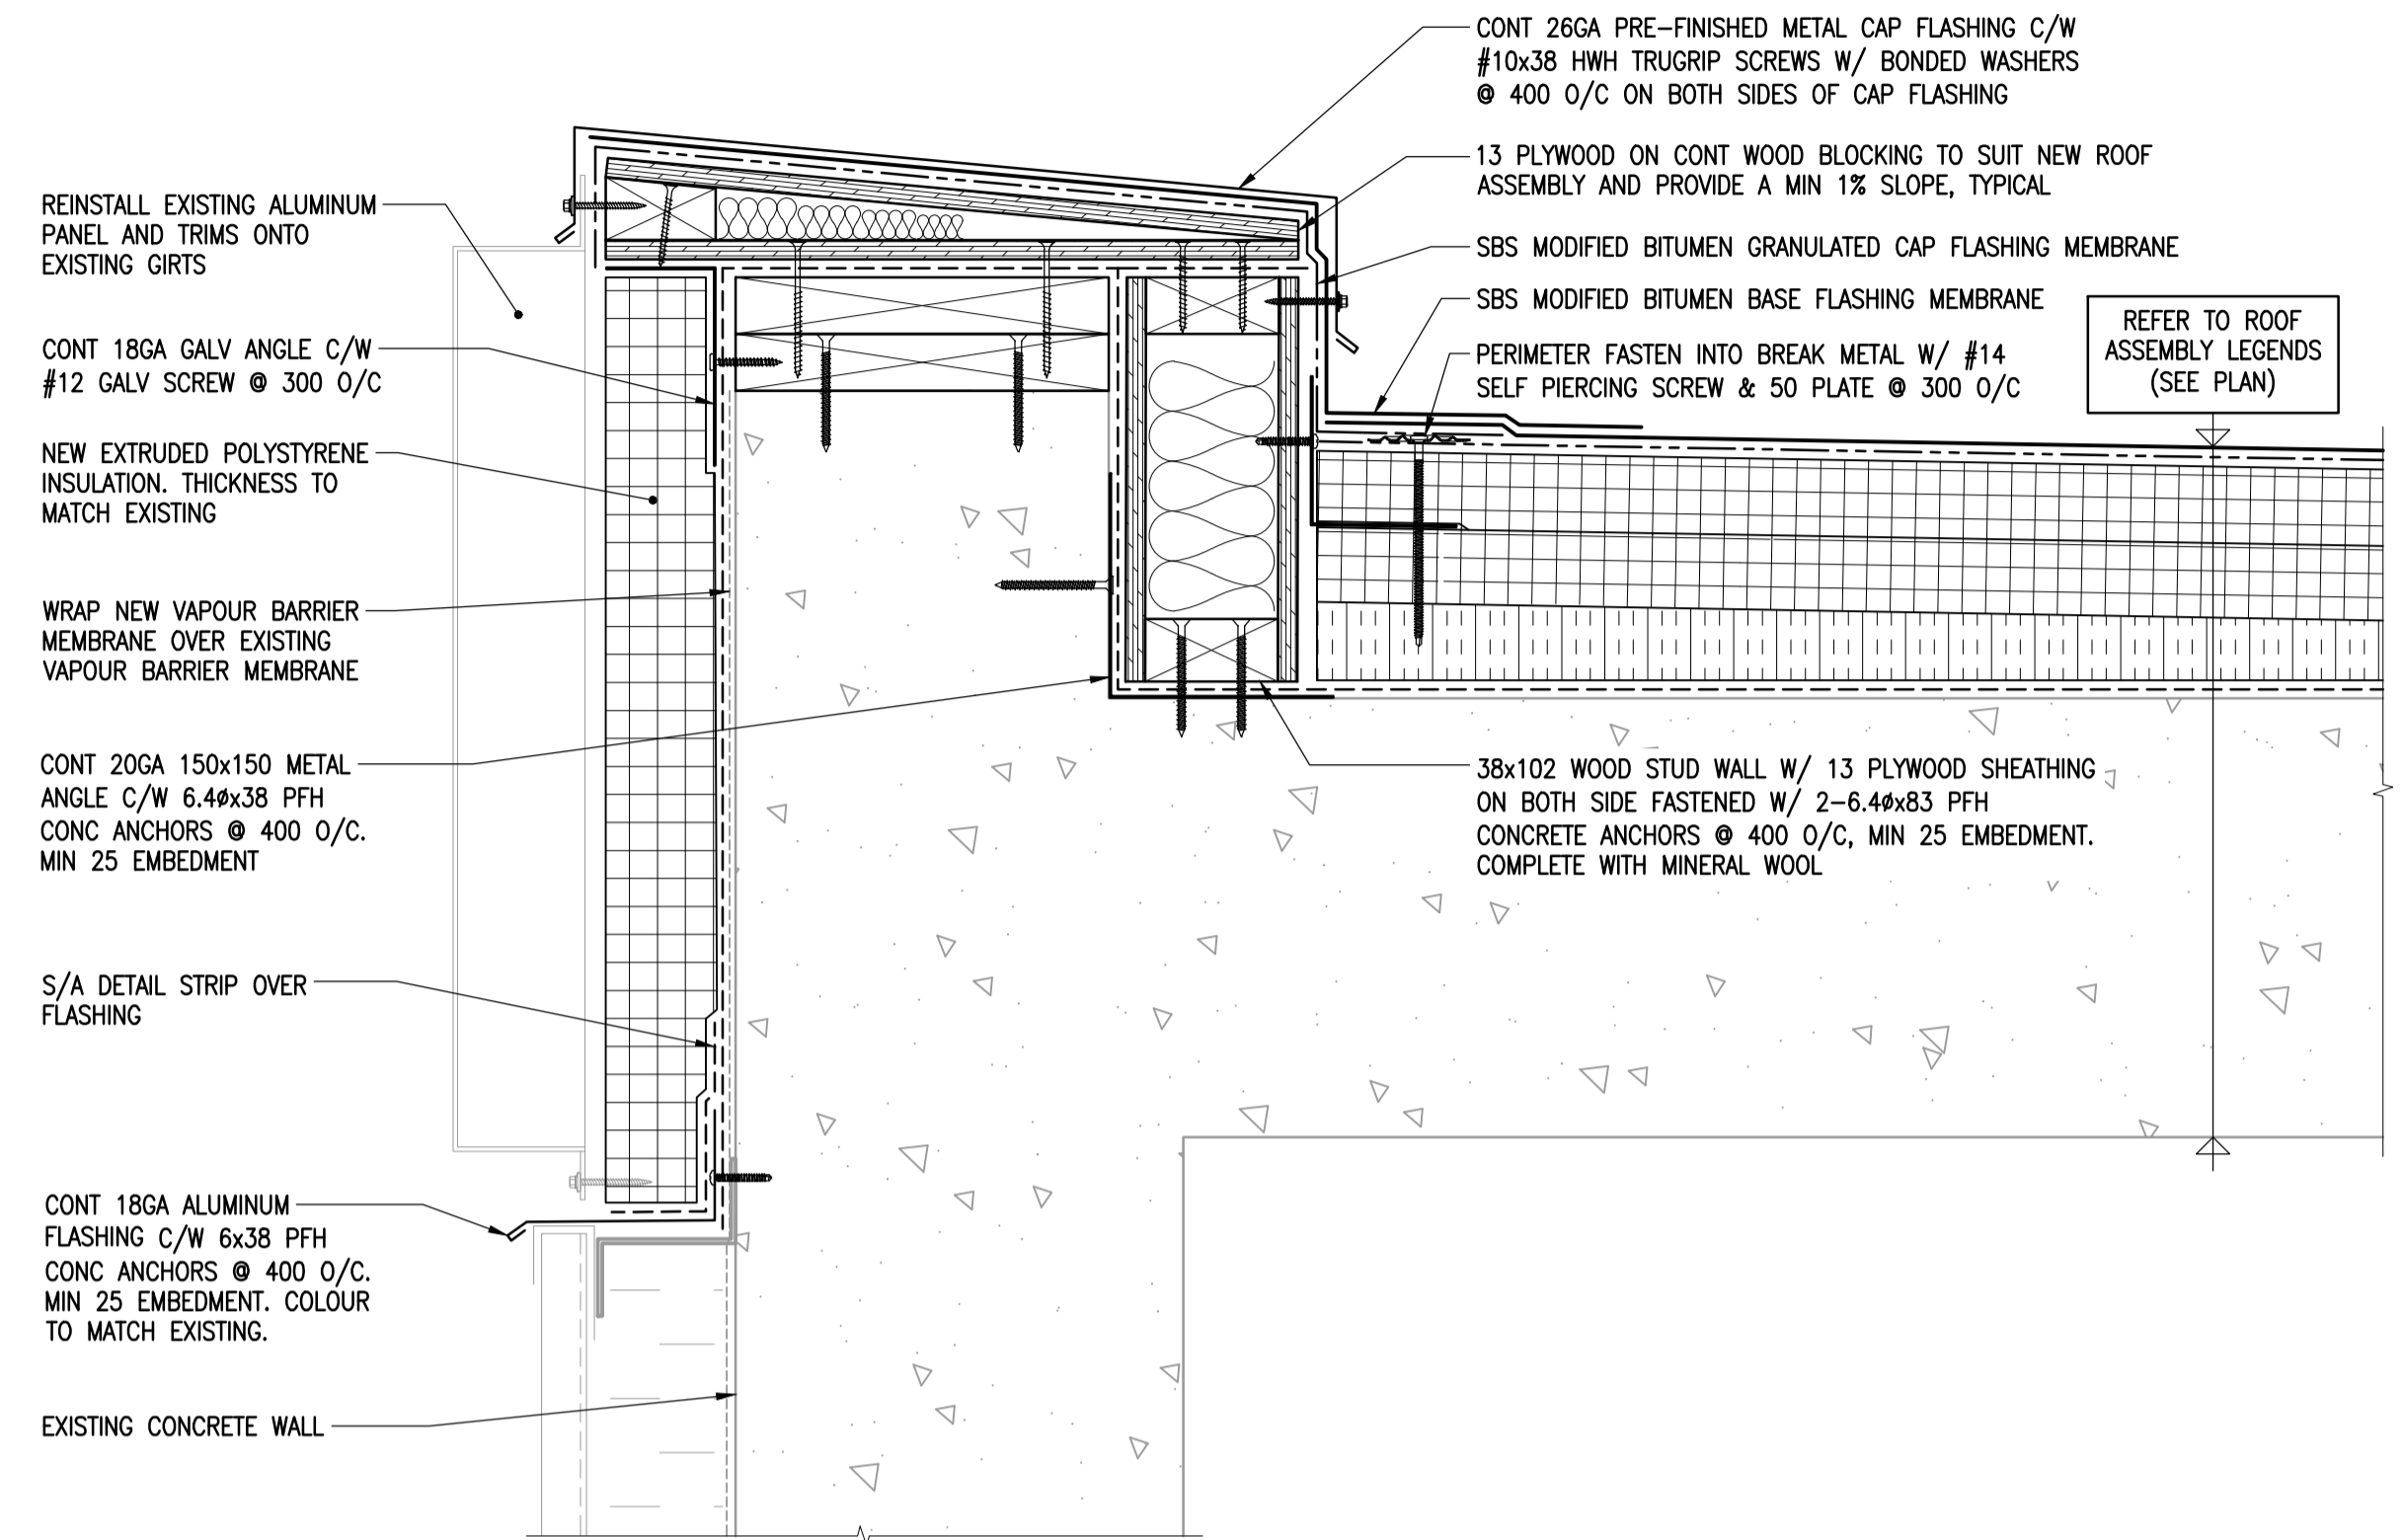 CONT 26GA PRE-FINISHED METAL CAP FLASHING C/W
#10x38 HWH TRUGRIP SCREWS W/ BONDED WASHERS
@ 400 O/C ON BOTH SIDES OF CAP FLASHING
13 PLYWOOD ON CONT WOOD BLOCKING TO SUIT NEW ROOF
ASSEMBLY AND PROVIDE A MIN 1% SLOPE, TYPICAL
SBS MODIFIED BITUMEN GRANULATED CAP FLASHING MEMBRANE
SBS MODIFIED BITUMEN BASE FLASHING MEMBRANE
PERIMETER FASTEN INTO BREAK METAL W/ #14
SELF PIERCING SCREW & 50 PLATE @ 300 O/C
REFER TO ROOF
ASSEMBLY LEGENDS
(SEE PLAN)
REINSTALL EXISTING ALUMINUM
PANEL AND TRIMS ONTO
EXISTING GIRTS
CONT 18GA GALV ANGLE C/W
#12 GALV SCREW @ 300 O/C
NEW EXTRUDED POLYSTYRENE
INSULATION. THICKNESS TO
MATCH EXISTING
WRAP NEW VAPOUR BARRIER
MEMBRANE OVER EXISTING
VAPOUR BARRIER MEMBRANE
CONT 20GA 150x150 METAL
ANGLE C/W 6.4øx38 PFH
CONC ANCHORS @ 400 O/C.
MIN 25 EMBEDMENT
38x102 WOOD STUD WALL W/ 13 PLYWOOD SHEATHING
ON BOTH SIDE FASTENED W/ 2-6.4øx83 PFH
CONCRETE ANCHORS @ 400 O/C, MIN 25 EMBEDMENT.
COMPLETE WITH MINERAL WOOL
S/A DETAIL STRIP OVER
FLASHING
CONT 18GA ALUMINUM
FLASHING C/W 6x38 PFH
CONC ANCHORS @ 400 O/C.
MIN 25 EMBEDMENT. COLOUR
TO MATCH EXISTING.
EXISTING CONCRETE WALL